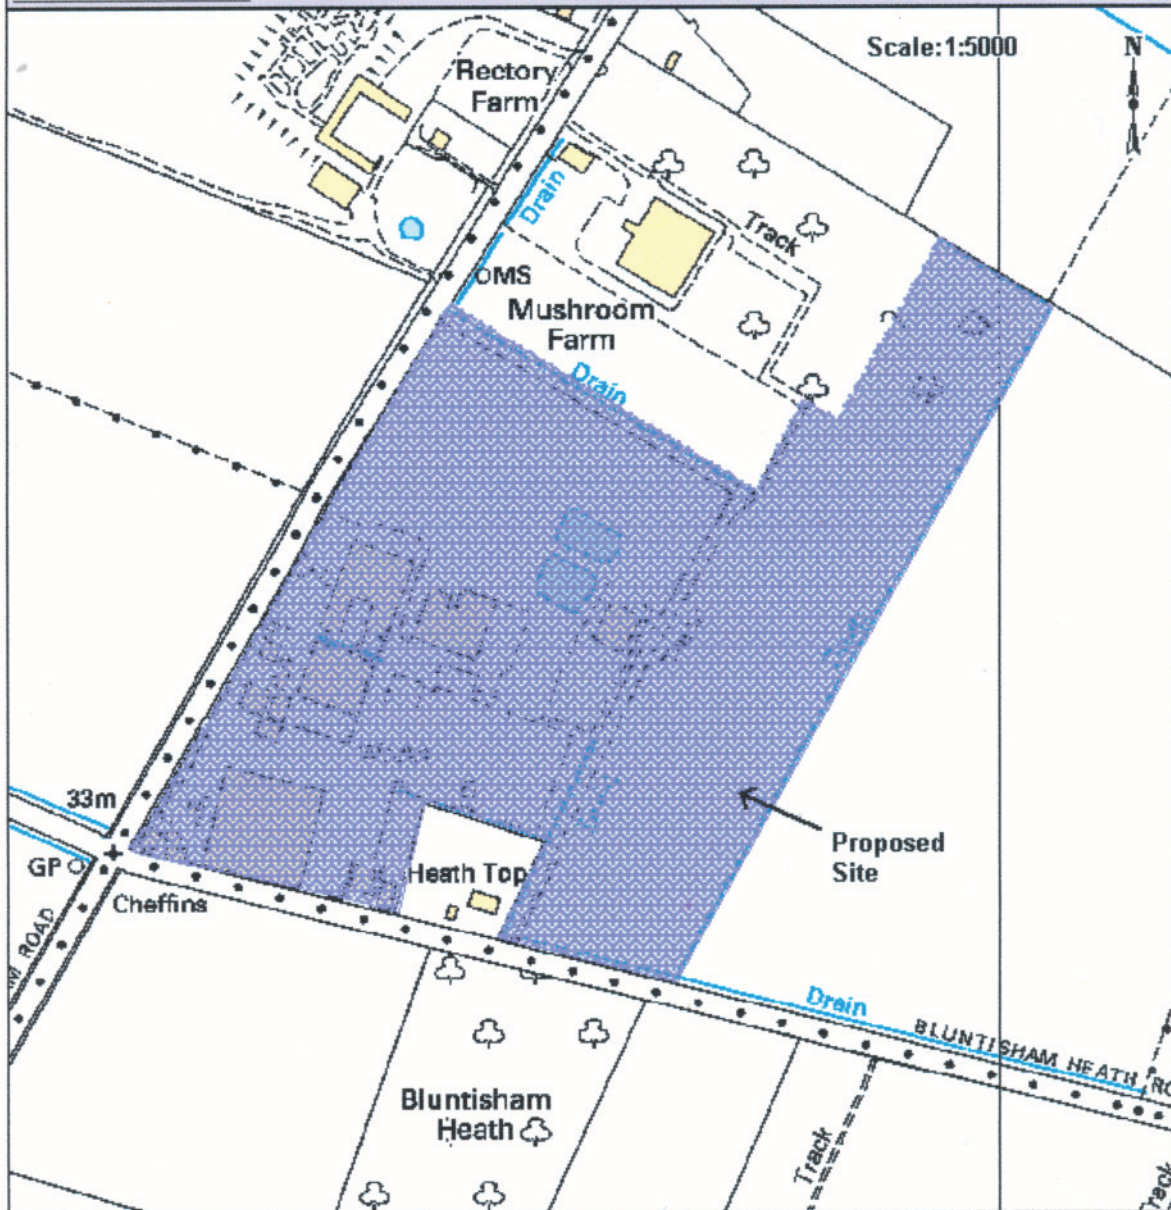 Scale:1:5000
N
Rectory
Farm
Drain
Track
OMS
Mushroom
Farm
Drain
33m
Proposed
Site
Heath Top
GP
Cheffins
ROAD
Drain
BLUNTISHAM HEATH RO
Bluntisham
Heath
Track
Track